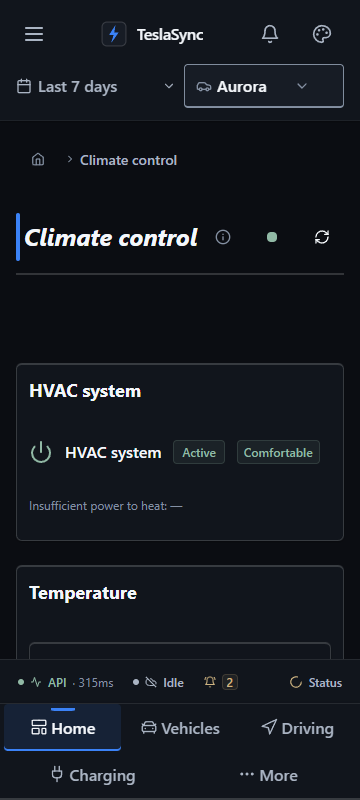 TeslaSync
Last 7 days
Aurora
Climate control
Climate control
HVAC system
HVAC system Active Comfortable
Insufficient power to heat: —
Temperature
API · 315ms Idle 2 Status
Home Vehicles Driving
Charging More